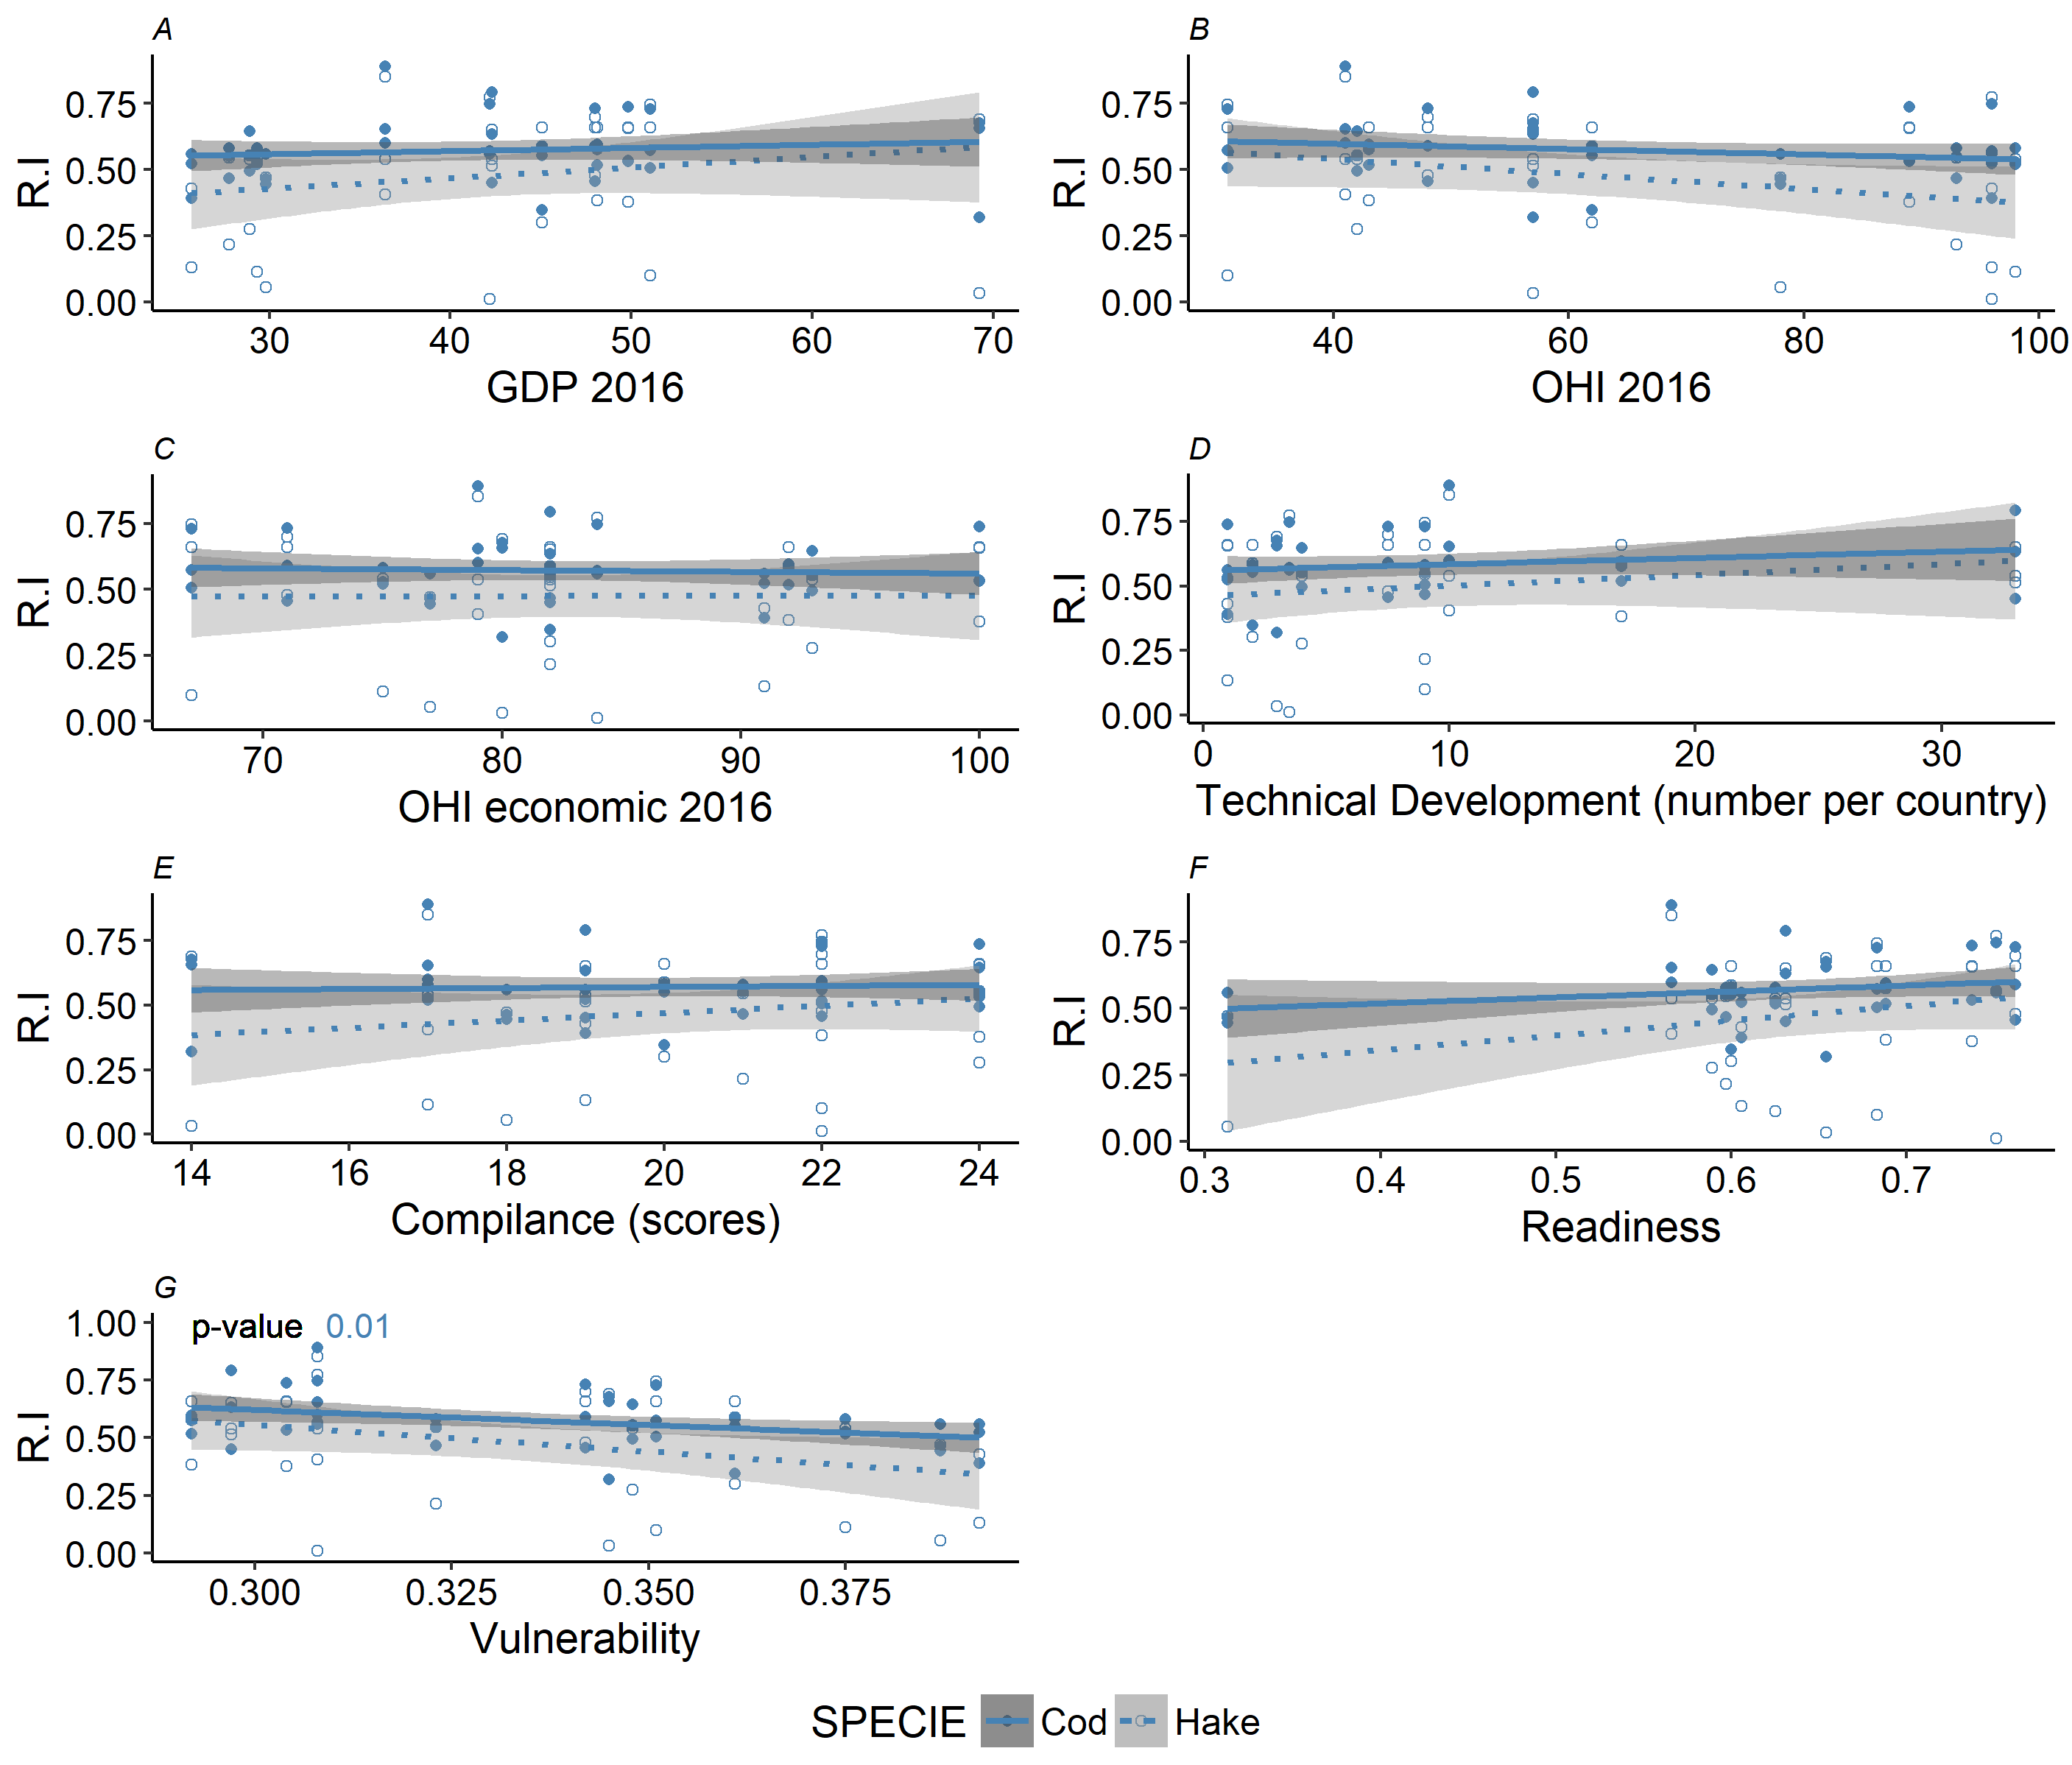 A
R.I
0.75
0.50
0.25
0.00
30 40 50 60 70
GDP 2016
B
R.I
0.75
0.50
0.25
0.00
40 60 80 100
OHI 2016
C
R.I
0.75
0.50
0.25
0.00
70 80 90 100
OHI economic 2016
D
R.I
0.75
0.50
0.25
0.00
0 10 20 30
Technical Development (number per country)
E
R.I
0.75
0.50
0.25
0.00
14 16 18 20 22 24
Compilance (scores)
F
R.I
0.75
0.50
0.25
0.00
0.3 0.4 0.5 0.6 0.7
Readiness
G
p-value 0.01
R.I
1.00
0.75
0.50
0.25
0.00
0.300 0.325 0.350 0.375
Vulnerability
SPECIE Cod Hake